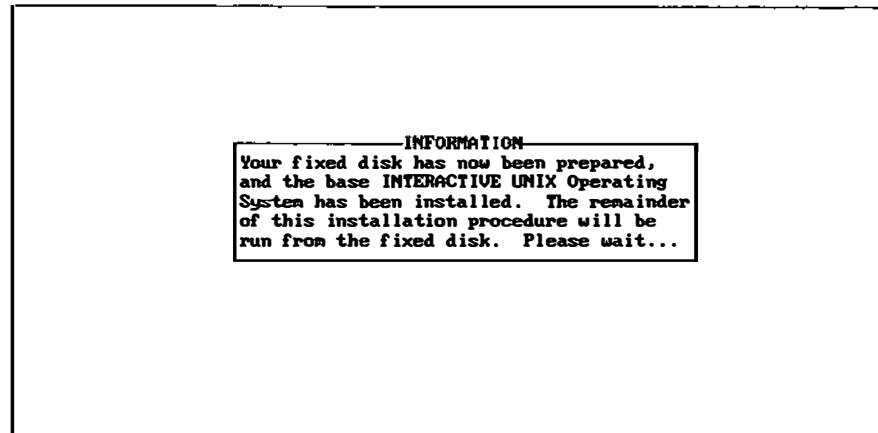 INFORMATION
Your fixed disk has now been prepared,
and the base INTERACTIVE UNIX Operating
System has been installed.  The remainder
of this installation procedure will be
run from the fixed disk.  Please wait...